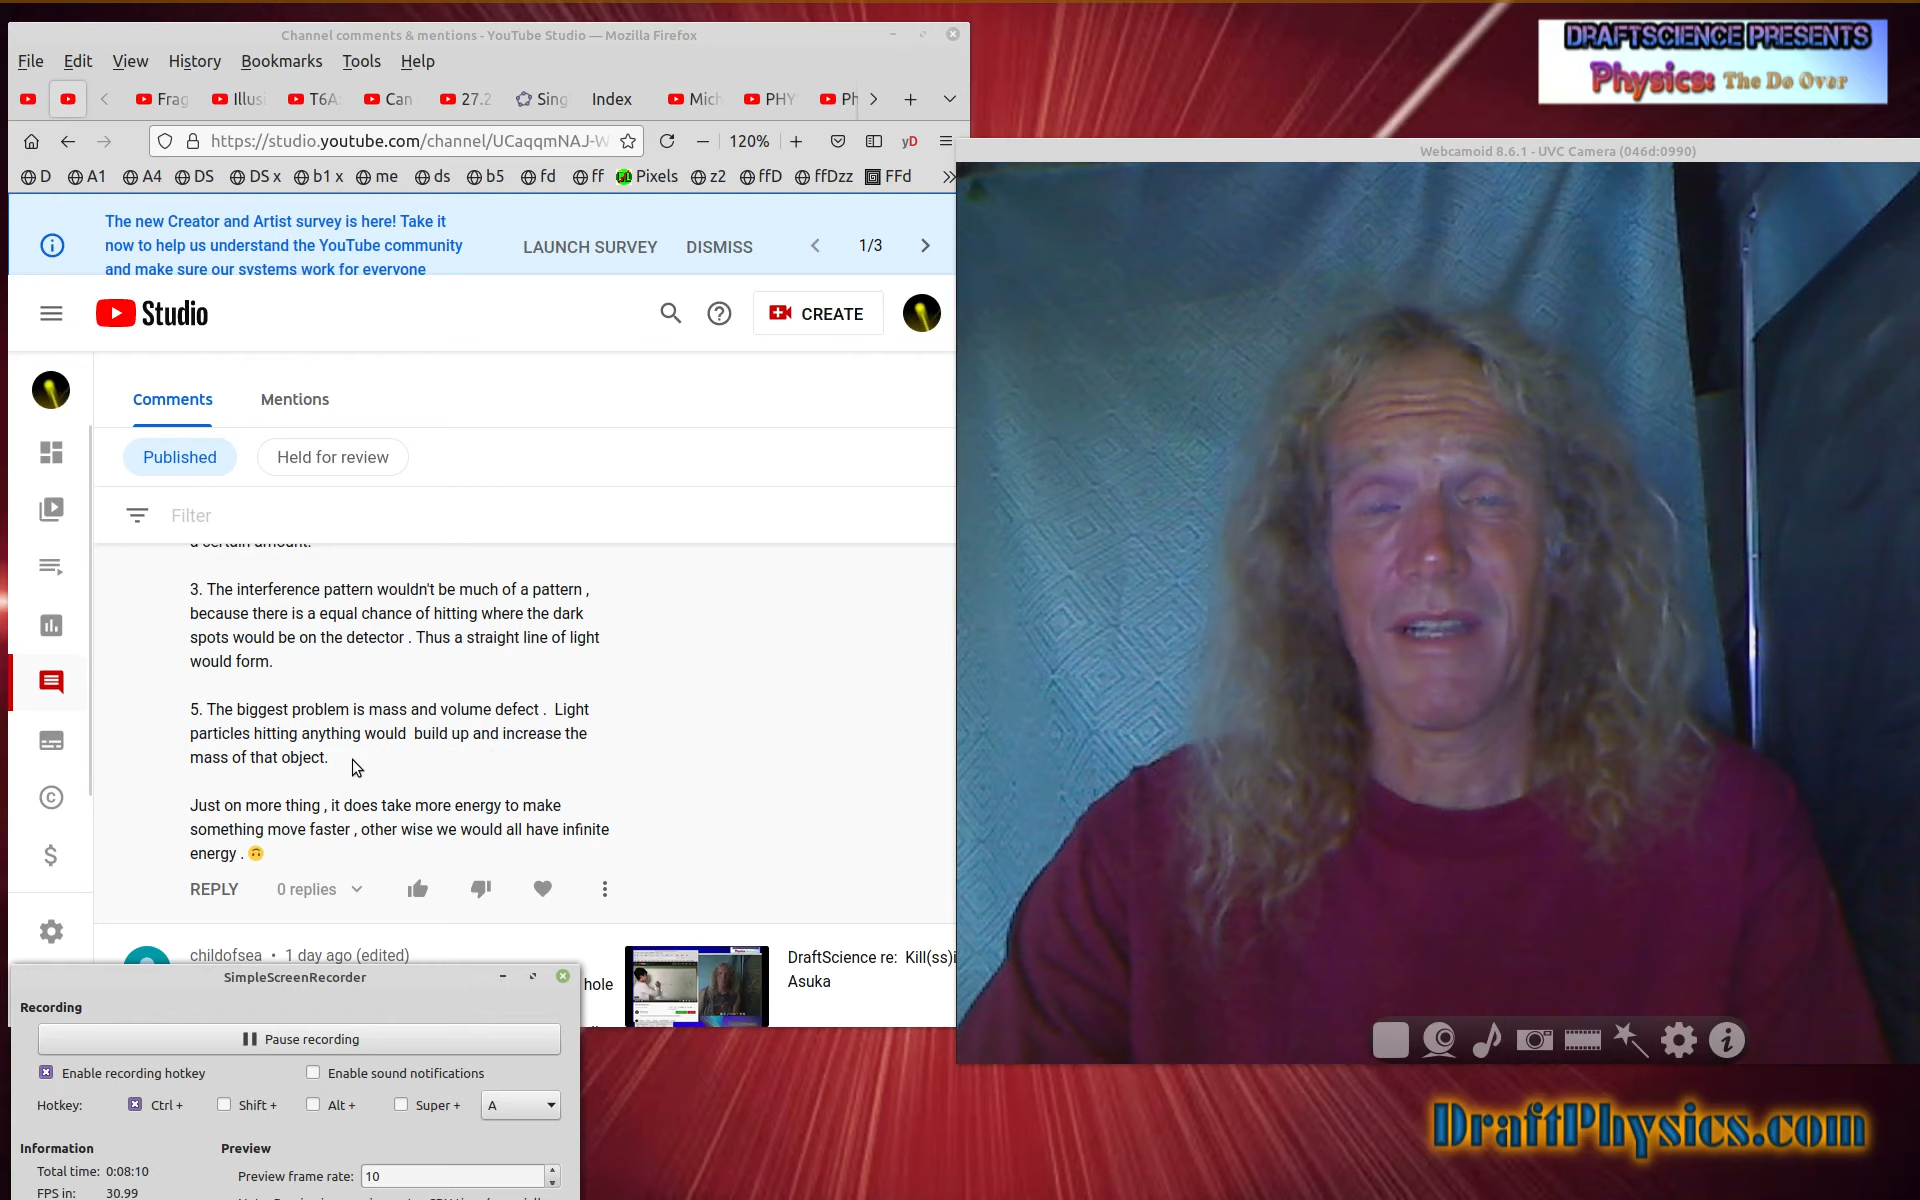 Channel comments & mentions - YouTube Studio — Mozilla Firefox
File Edit View History Bookmarks Tools Help
Frag Illus T6A: Can 27.2 Sing Index Mich PHY Ph
https://studio.youtube.com/channel/UCaqqmNAJ-W 120% yD
D A1 A4 DS DS x b1 x me ds b5 fd ff Pixels z2 ffD ffDzz FFd
The new Creator and Artist survey is here! Take it
now to help us understand the YouTube community
and make sure our systems work for everyone
LAUNCH SURVEY DISMISS 1/3
Studio
CREATE
Comments Mentions
Published Held for review
Filter
a certain amount.
3. The interference pattern wouldn't be much of a pattern ,
because there is a equal chance of hitting where the dark
spots would be on the detector . Thus a straight line of light
would form.
5. The biggest problem is mass and volume defect . Light
particles hitting anything would build up and increase the
mass of that object.
Just on more thing , it does take more energy to make
something move faster , other wise we would all have infinite
energy .
REPLY 0 replies
childofsea • 1 day ago (edited)
hole
DraftScience re: Kill(ss)i
Asuka
SimpleScreenRecorder
Recording
Pause recording
Enable recording hotkey Enable sound notifications
Hotkey: Ctrl + Shift + Alt + Super + A
Information Preview
Total time: 0:08:10
Preview frame rate: 10
FPS in: 30.99
DRAFTSCIENCE PRESENTS
Physics: The Do Over
Webcamoid 8.6.1 - UVC Camera (046d:0990)
DraftPhysics.com